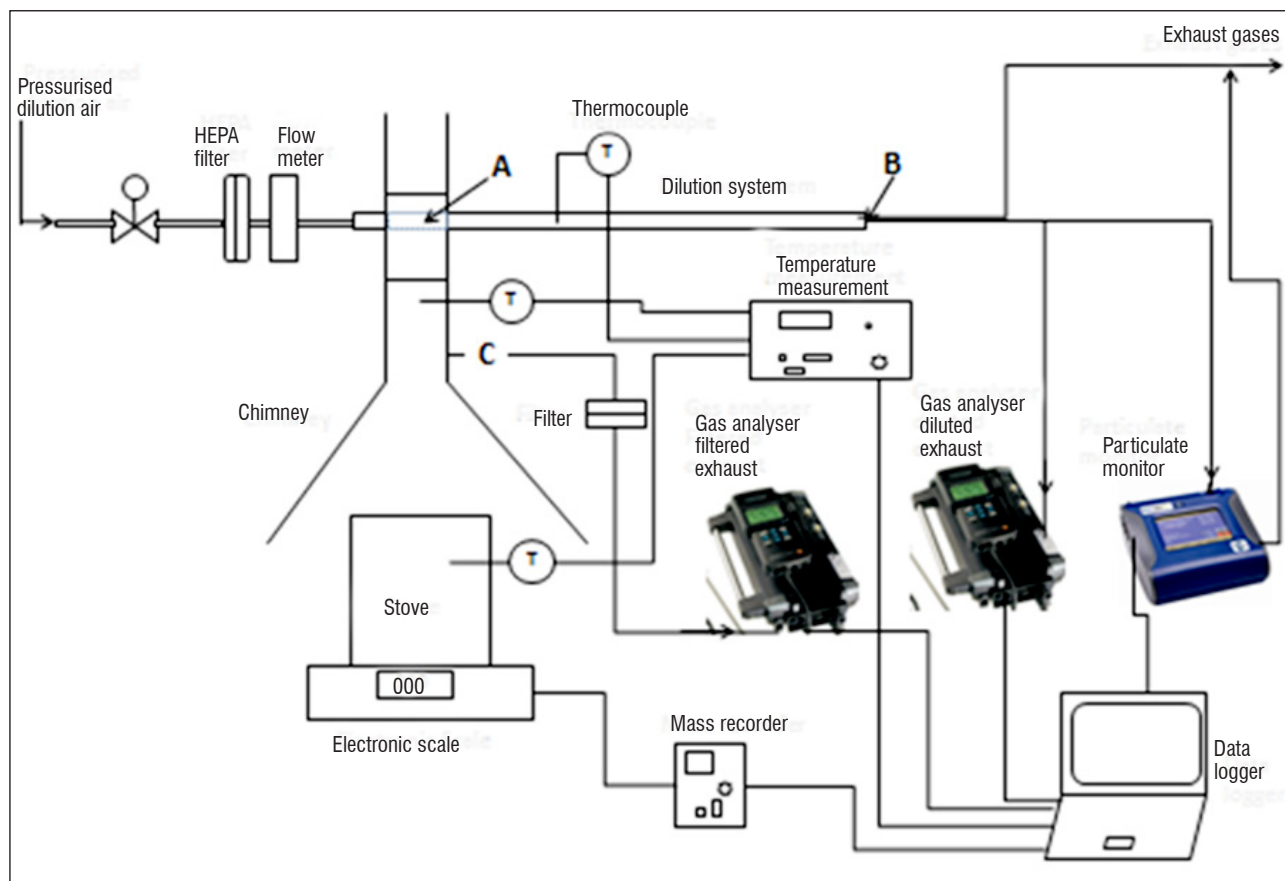 Exhaust gases
Pressurised
dilution air
HEPA
filter
Flow
meter
Thermocouple
T
A
B
Dilution system
Temperature
measurement
T
C
Chimney
Filter
Gas analyser
filtered
exhaust
Gas analyser
diluted
exhaust
Particulate
monitor
T
Stove
000
Electronic scale
Mass recorder
Data
logger